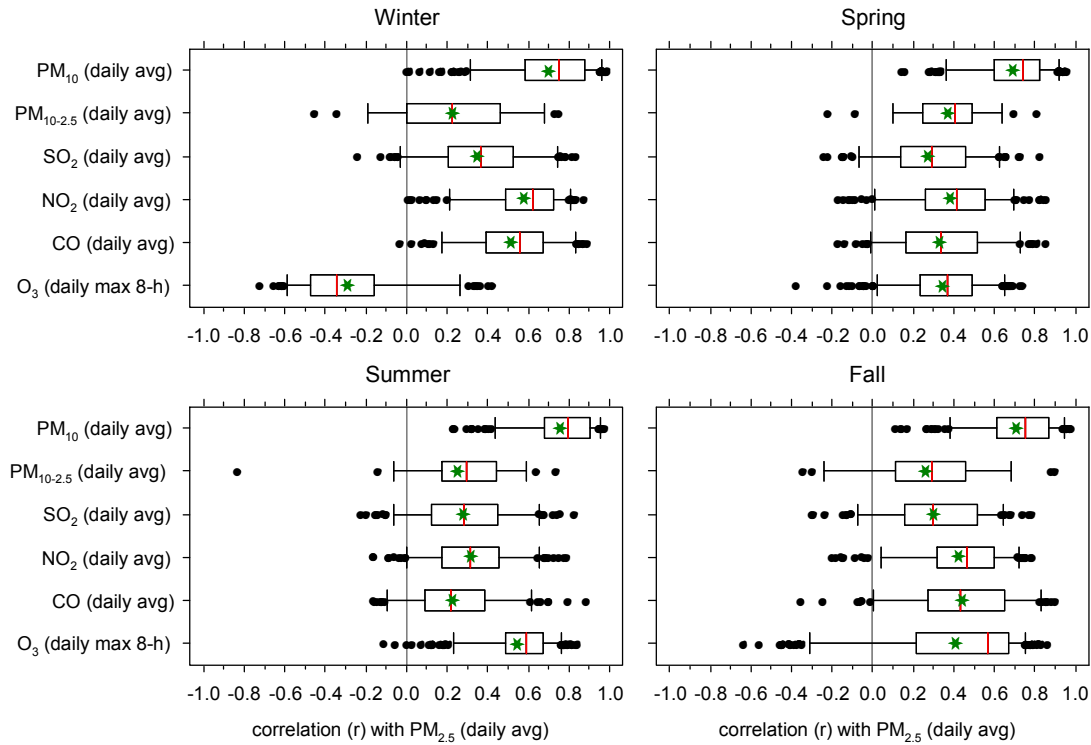 Winter
Spring
PM10 (daily avg)
PM10-2.5 (daily avg)
SO2 (daily avg)
NO2 (daily avg)
CO (daily avg)
O3 (daily max 8-h)
-1.0 -0.8 -0.6 -0.4 -0.2 0.0 0.2 0.4 0.6 0.8 1.0
-1.0 -0.8 -0.6 -0.4 -0.2 0.0 0.2 0.4 0.6 0.8 1.0
Summer
Fall
PM10 (daily avg)
PM10-2.5 (daily avg)
SO2 (daily avg)
NO2 (daily avg)
CO (daily avg)
O3 (daily max 8-h)
-1.0 -0.8 -0.6 -0.4 -0.2 0.0 0.2 0.4 0.6 0.8 1.0
-1.0 -0.8 -0.6 -0.4 -0.2 0.0 0.2 0.4 0.6 0.8 1.0
correlation (r) with PM2.5 (daily avg)
correlation (r) with PM2.5 (daily avg)